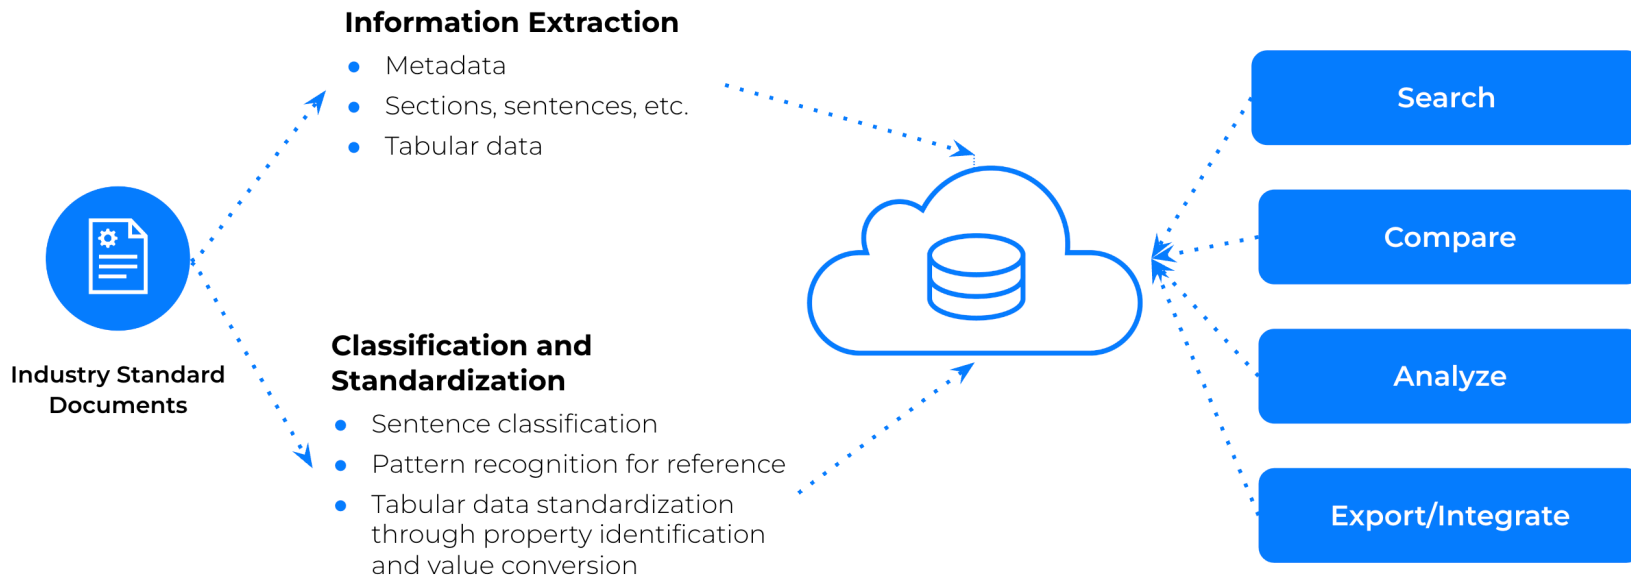 Information Extraction
Metadata
Sections, sentences, etc.
Tabular data
Industry Standard
Documents
Classification and
Standardization
Sentence classification
Pattern recognition for reference
Tabular data standardization
through property identification
and value conversion
Search
Compare
Analyze
Export/Integrate